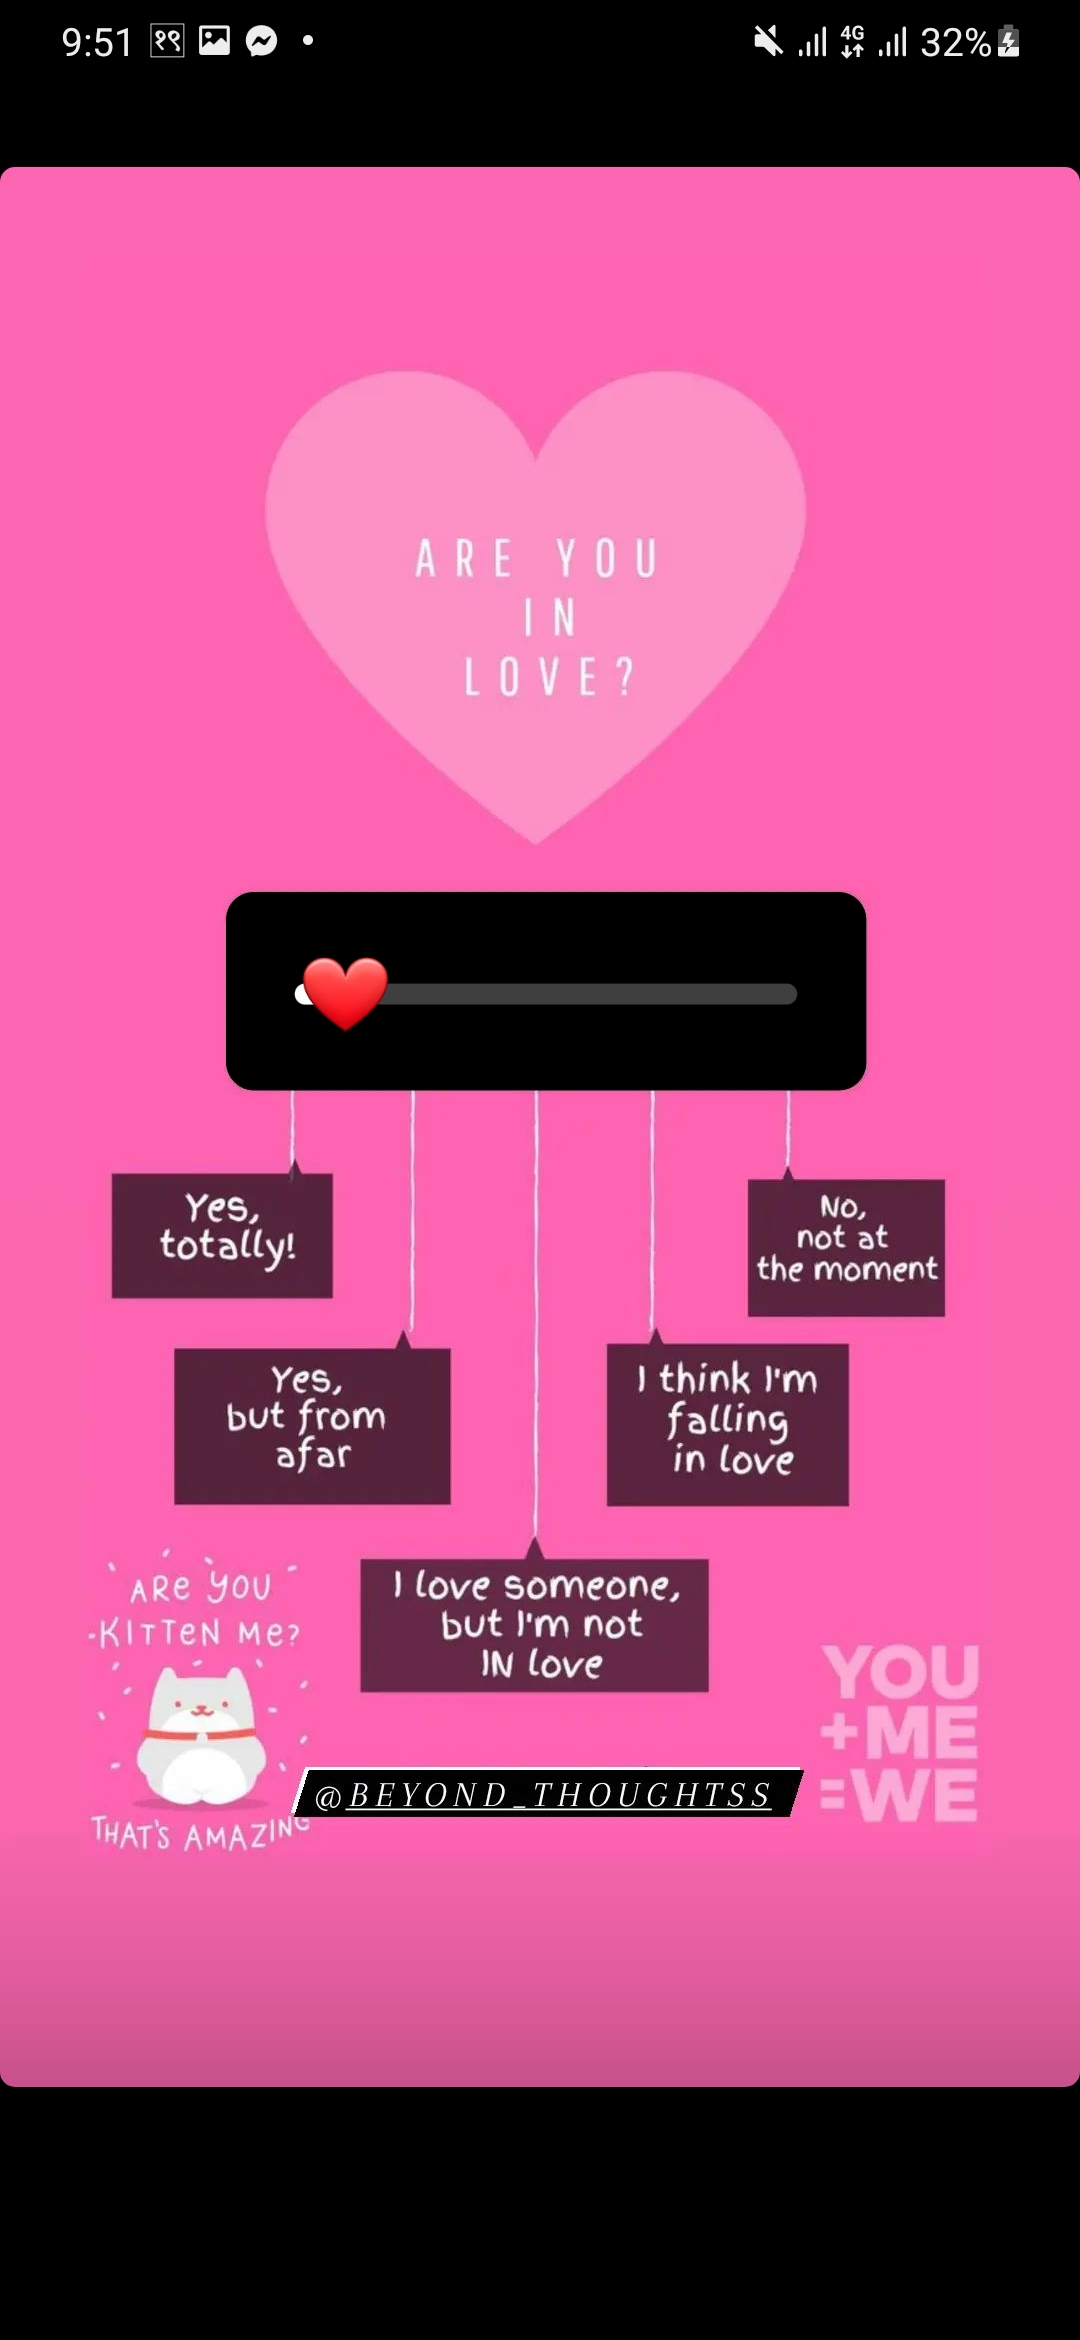 9:51 १९ 4G 32%
ARE YOU
IN
LOVE?
Yes,
totally!
No,
not at
the moment
Yes,
but from
afar
I think I'm
falling
in love
I love someone,
but I'm not
IN love
ARe YOU
KITTeN Me?
THAT'S AMAZING
YOU
+ME
=WE
@BEYOND_THOUGHTSS